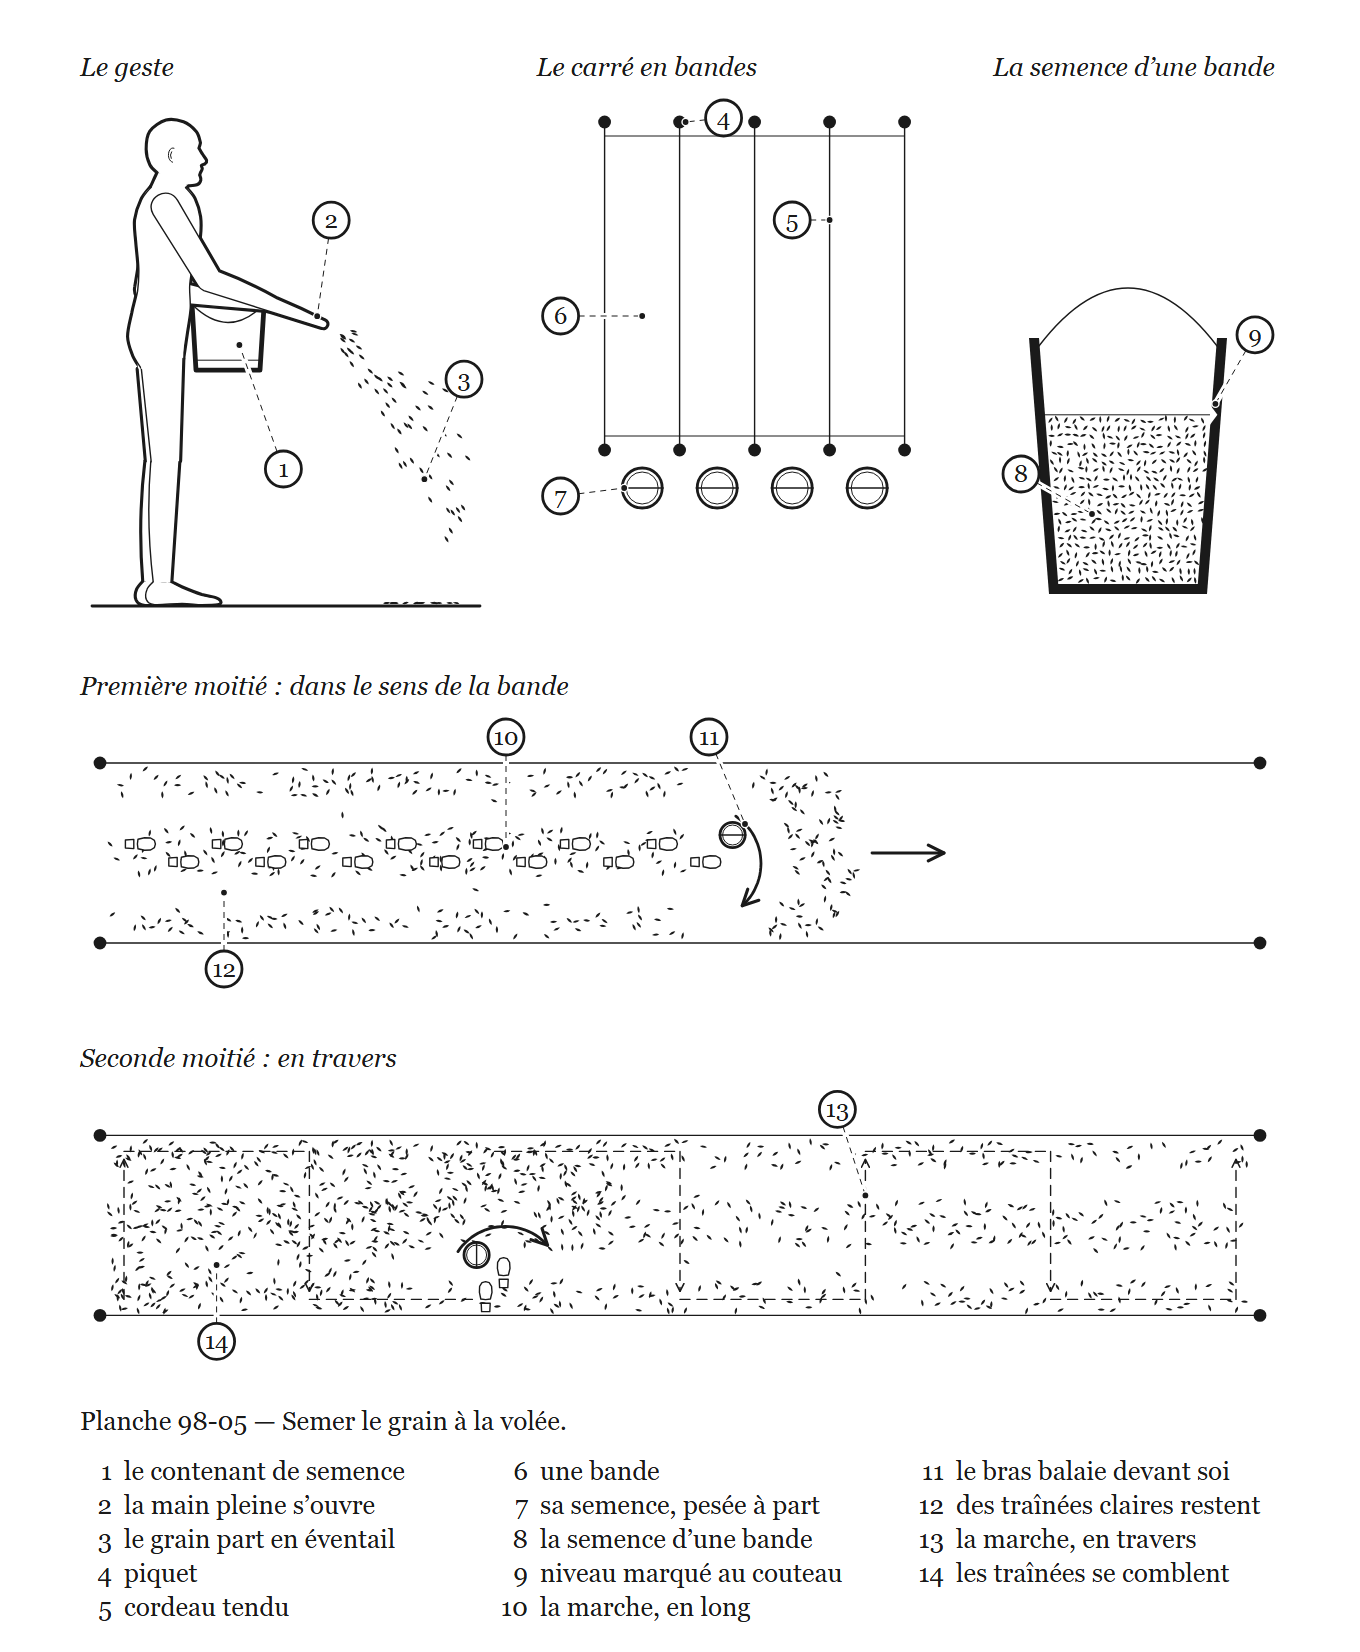 Le geste
Le carré en bandes
La semence d’une bande
4
2
5
6
9
3
1
8
7
Première moitié : dans le sens de la bande
10
11
12
Seconde moitié : en travers
13
14
Planche 98-05 — Semer le grain à la volée.
1 le contenant de semence
2 la main pleine s’ouvre
3 le grain part en éventail
4 piquet
5 cordeau tendu
6 une bande
7 sa semence, pesée à part
8 la semence d’une bande
9 niveau marqué au couteau
10 la marche, en long
11 le bras balaie devant soi
12 des traînées claires restent
13 la marche, en travers
14 les traînées se comblent